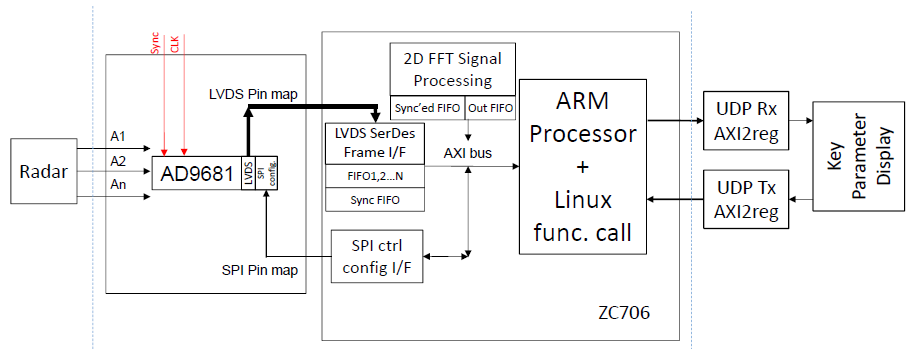 Sync
CLK
LVDS Pin map
2D FFT Signal
Processing
Sync'ed FIFO
Out FIFO
LVDS SerDes
Frame I/F
FIFO1,2...N
Sync FIFO
AXI bus
ARM
Processor
+
Linux
func. call
UDP Rx
AXI2reg
UDP Tx
AXI2reg
Key
Parameter
Display
Radar
A1
A2
An
AD9681
LVDS
SPI
config.
SPI Pin map
SPI ctrl
config I/F
ZC706